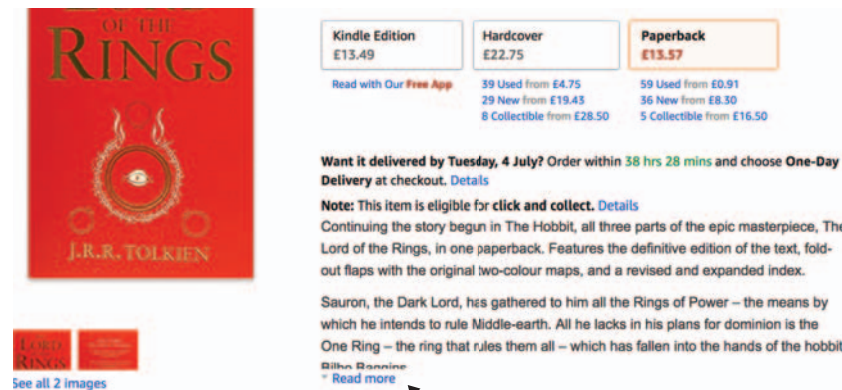 OF THE
RINGS
J.R.R. TOLKIEN
LORD
RINGS
See all 2 images
Kindle Edition
£13.49
Read with Our Free App
Hardcover
£22.75
39 Used from £4.75
29 New from £19.43
8 Collectible from £28.50
Paperback
£13.57
59 Used from £0.91
36 New from £8.30
5 Collectible from £16.50
Want it delivered by Tuesday, 4 July? Order within 38 hrs 28 mins and choose One-Day
Delivery at checkout. Details
Note: This item is eligible for click and collect. Details
Continuing the story begun in The Hobbit, all three parts of the epic masterpiece, The
Lord of the Rings, in one paperback. Features the definitive edition of the text, fold-
out flaps with the original two-colour maps, and a revised and expanded index.
Sauron, the Dark Lord, has gathered to him all the Rings of Power – the means by
which he intends to rule Middle-earth. All he lacks in his plans for dominion is the
One Ring – the ring that rules them all – which has fallen into the hands of the hobbit
Bilbo Baggins
Read more